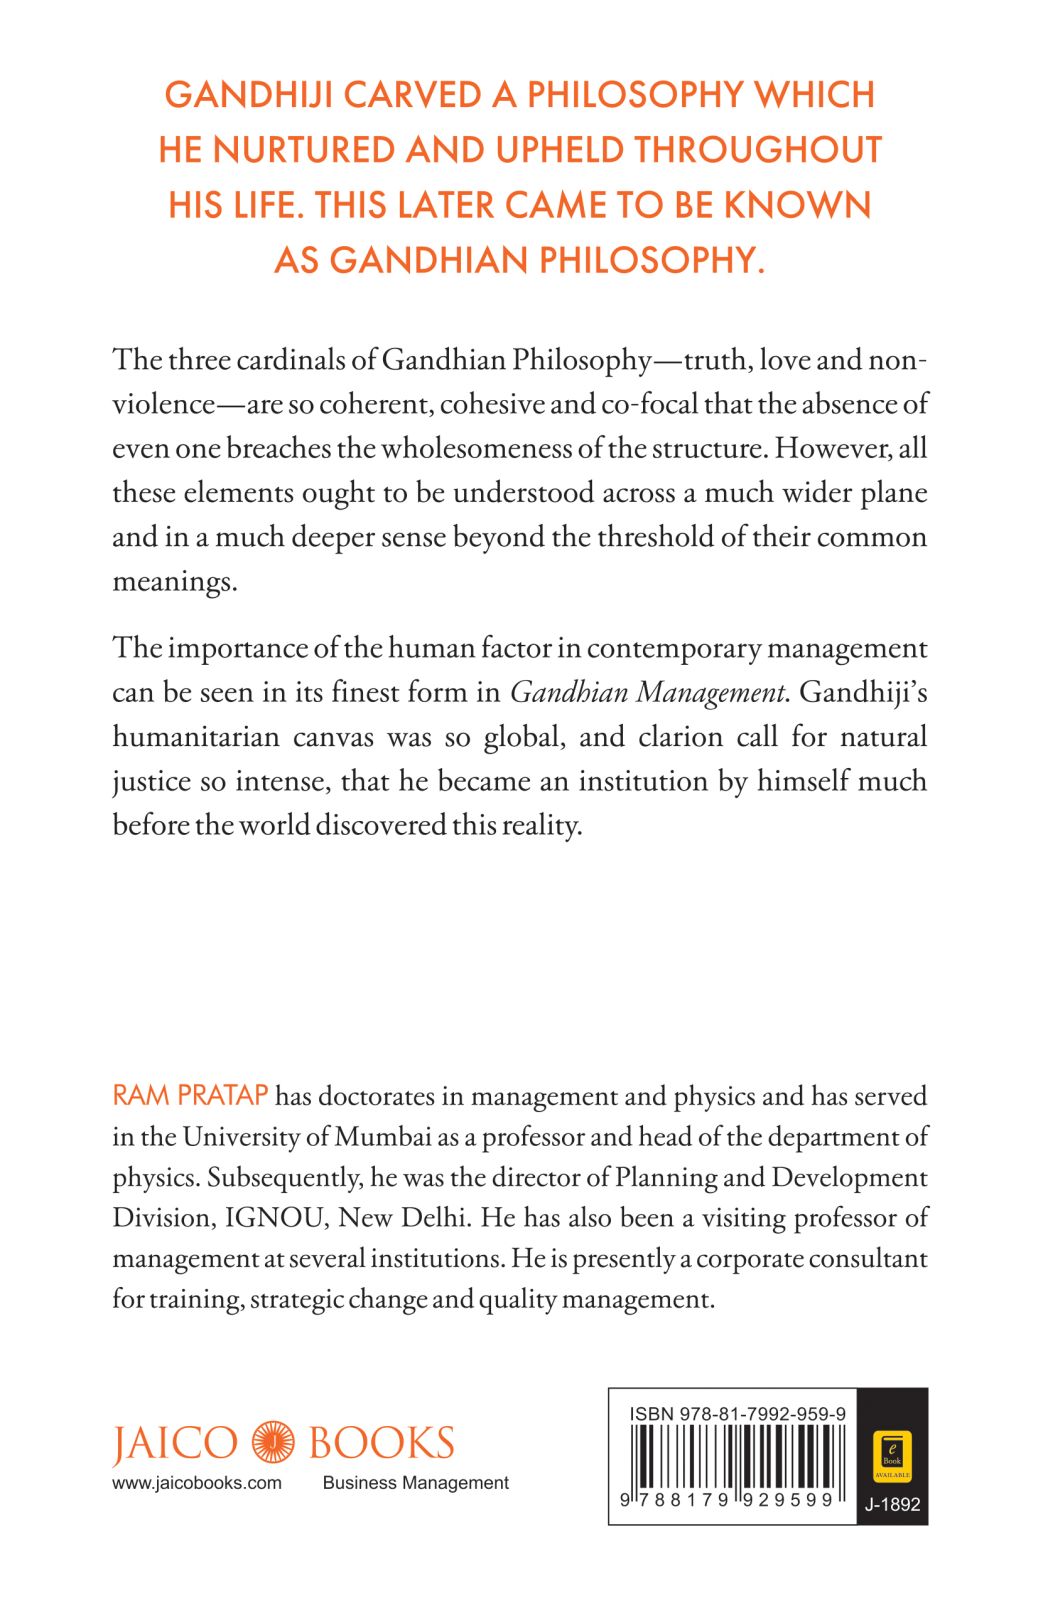 GANDHIJI CARVED A PHILOSOPHY WHICH
HE NURTURED AND UPHELD THROUGHOUT
HIS LIFE. THIS LATER CAME TO BE KNOWN
AS GANDHIAN PHILOSOPHY.
The three cardinals of Gandhian Philosophy—truth, love and non-
violence—are so coherent, cohesive and co-focal that the absence of
even one breaches the wholesomeness of the structure. However, all
these elements ought to be understood across a much wider plane
and in a much deeper sense beyond the threshold of their common
meanings.
The importance of the human factor in contemporary management
can be seen in its finest form in Gandhian Management. Gandhiji’s
humanitarian canvas was so global, and clarion call for natural
justice so intense, that he became an institution by himself much
before the world discovered this reality.
RAM PRATAP has doctorates in management and physics and has served
in the University of Mumbai as a professor and head of the department of
physics. Subsequently, he was the director of Planning and Development
Division, IGNOU, New Delhi. He has also been a visiting professor of
management at several institutions. He is presently a corporate consultant
for training, strategic change and quality management.
JAICO J BOOKS
www.jaicobooks.com Business Management
ISBN 978-81-7992-959-9
9 788179 929599
e
Book
AVAILABLE
J-1892